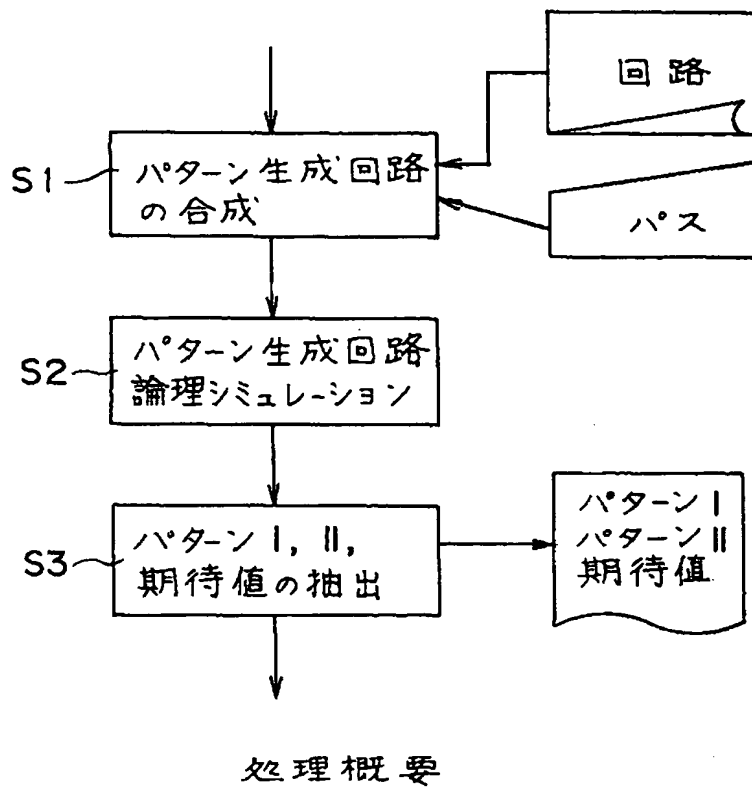 回路
S1
パターン生成回路
の合成
パス
S2
パターン生成回路
論理シミュレーション
S3
パターンI, II,
期待値の抽出
パターンI
パターンII
期待値
処理概要